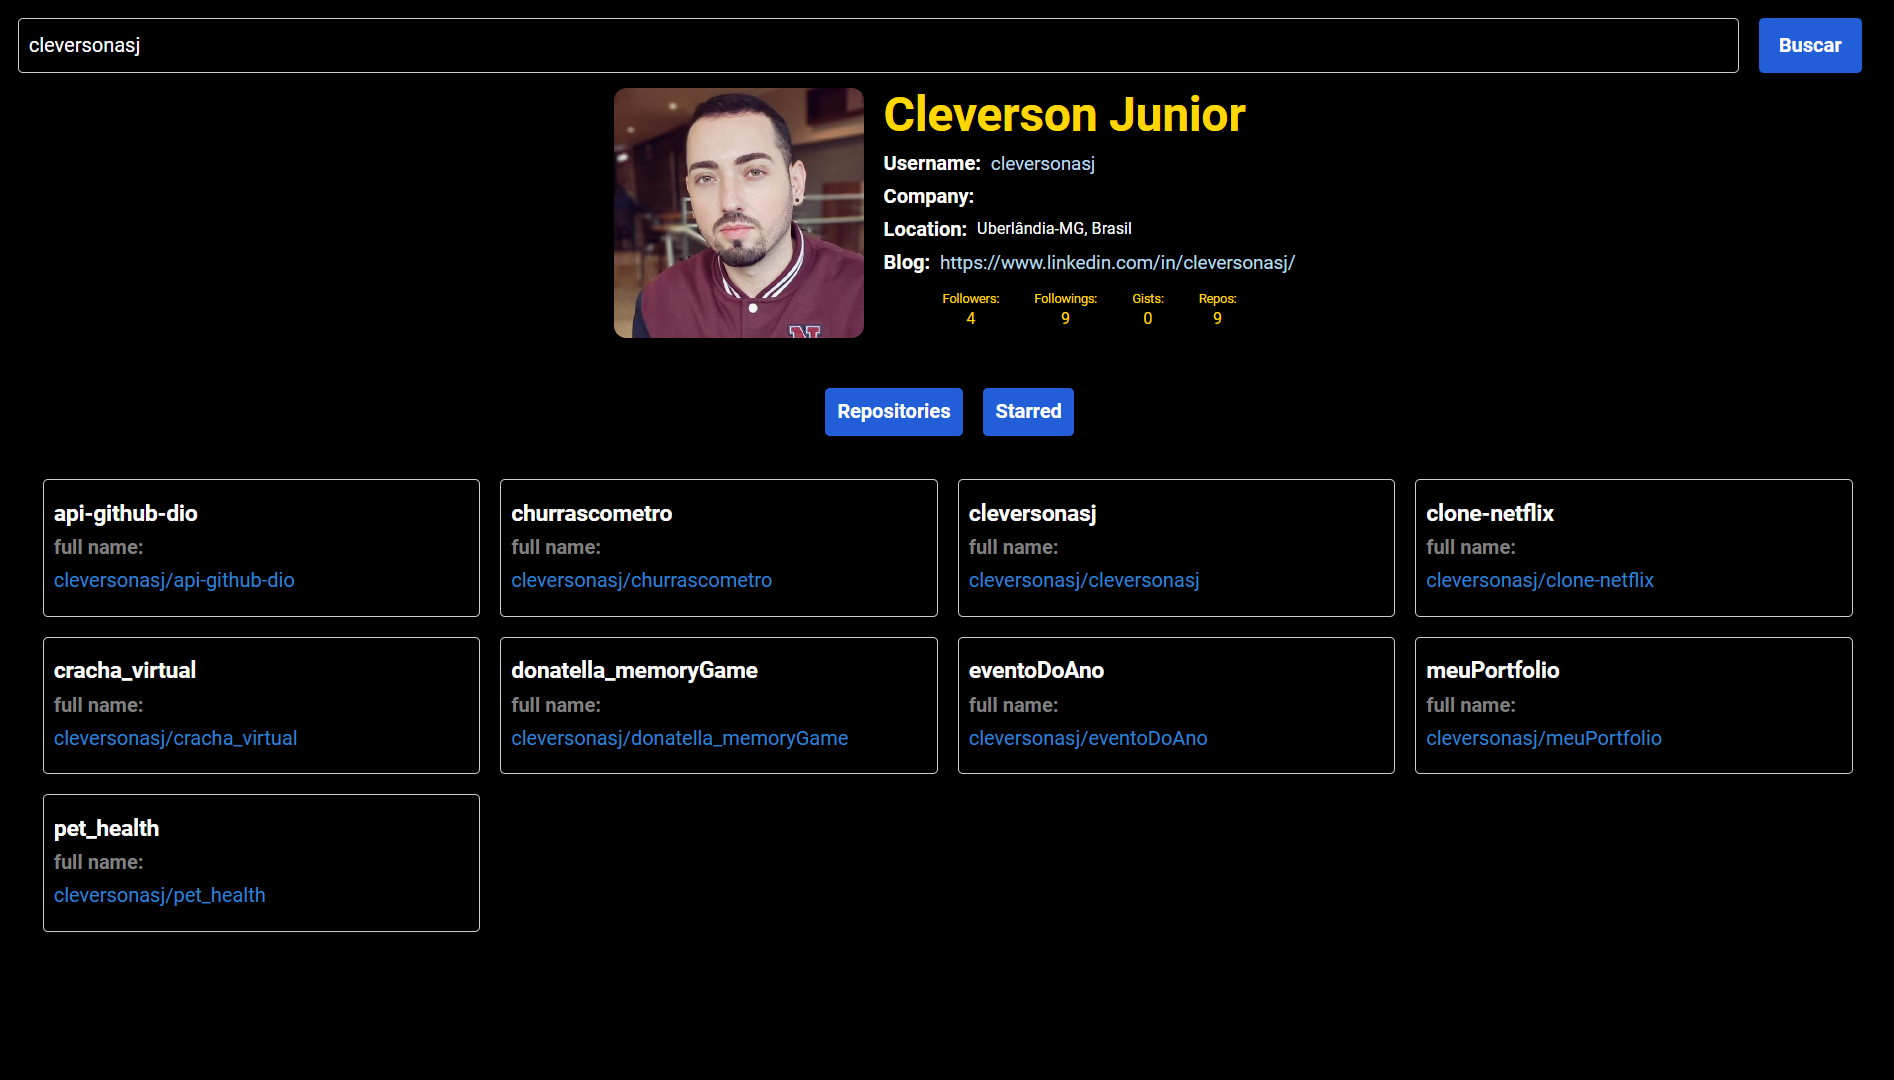 cleversonasj
Buscar
Cleverson Junior
Username: cleversonasj
Company:
Location: Uberlândia-MG, Brasil
Blog: https://www.linkedin.com/in/cleversonasj/
Followers: Followings: Gists: Repos:
4 9 0 9
N
Repositories Starred
api-github-dio
full name:
cleversonasj/api-github-dio
churrascometro
full name:
cleversonasj/churrascometro
cleversonasj
full name:
cleversonasj/cleversonasj
clone-netflix
full name:
cleversonasj/clone-netflix
cracha_virtual
full name:
cleversonasj/cracha_virtual
donatella_memoryGame
full name:
cleversonasj/donatella_memoryGame
eventoDoAno
full name:
cleversonasj/eventoDoAno
meuPortfolio
full name:
cleversonasj/meuPortfolio
pet_health
full name:
cleversonasj/pet_health